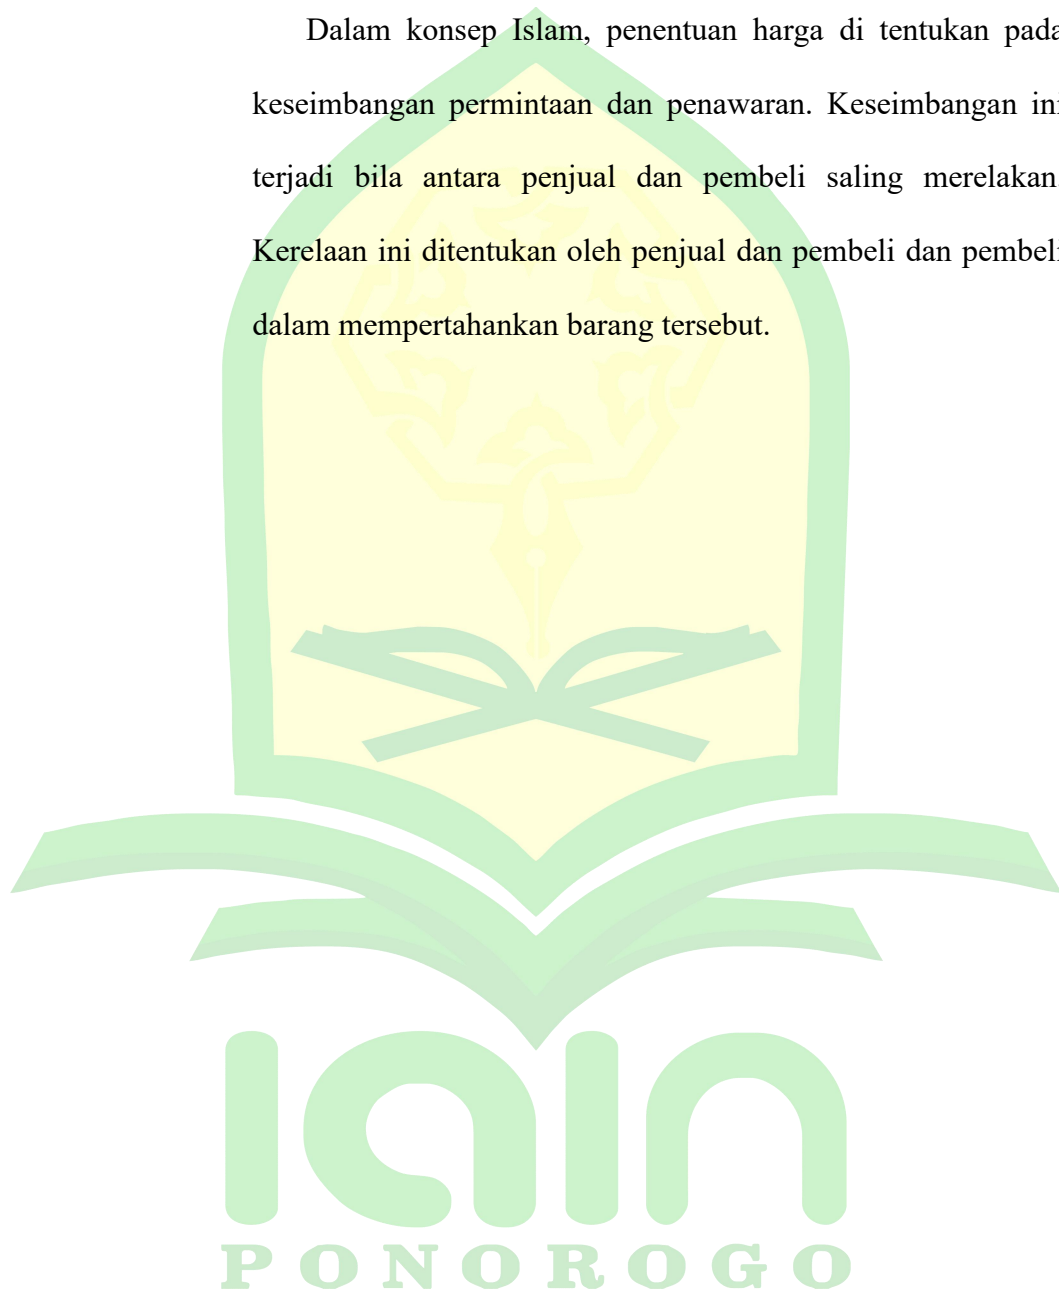 Dalam konsep Islam, penentuan harga di tentukan pada
keseimbangan permintaan dan penawaran. Keseimbangan ini
terjadi bila antara penjual dan pembeli saling merelakan.
Kerelaan ini ditentukan oleh penjual dan pembeli dan pembeli
dalam mempertahankan barang tersebut.
iain
PONOROGO